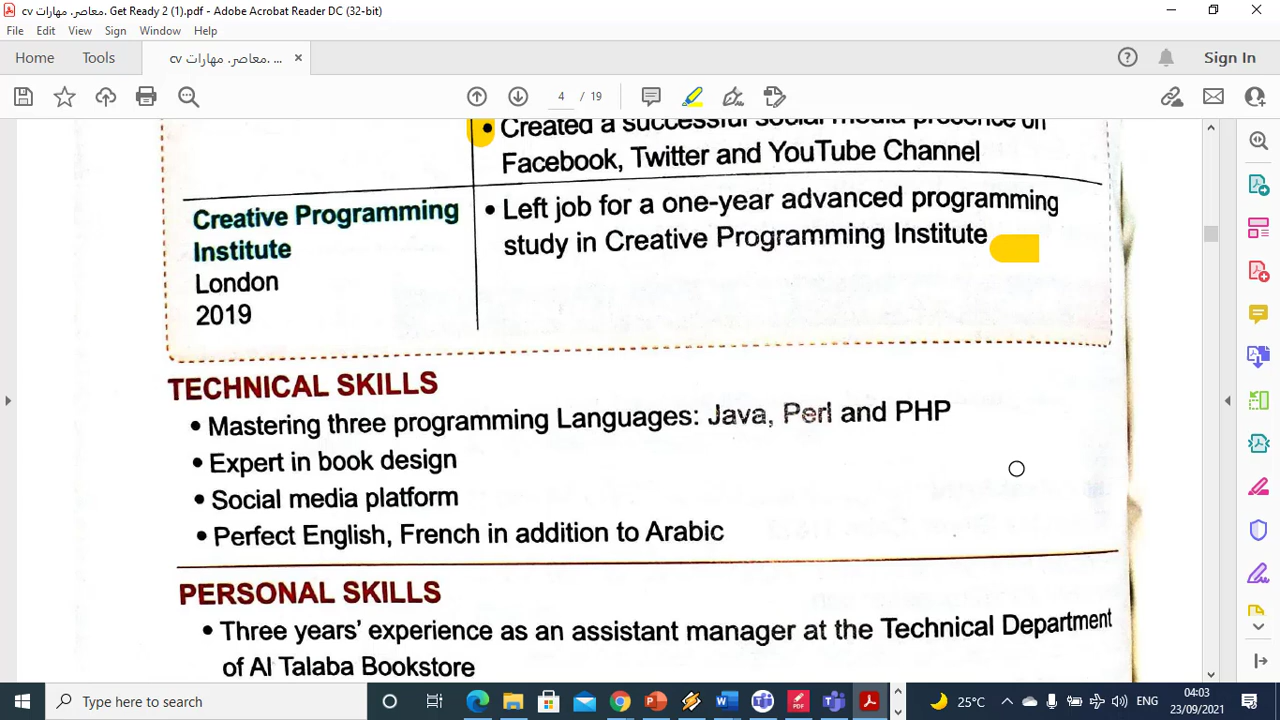 cv معاصر. مهارات. Get Ready 2 (1).pdf - Adobe Acrobat Reader DC (32-bit)
File Edit View Sign Window Help
Home Tools cv معاصر. مهارات. ... × Sign In
4 / 19
• Created a successful social media presence on
Facebook, Twitter and YouTube Channel
Creative Programming
Institute
London
2019
• Left job for a one-year advanced programming
study in Creative Programming Institute
TECHNICAL SKILLS
• Mastering three programming Languages: Java, Perl and PHP
• Expert in book design
• Social media platform
• Perfect English, French in addition to Arabic
PERSONAL SKILLS
• Three years' experience as an assistant manager at the Technical Department
of Al Talaba Bookstore
Type here to search
25°C ENG
04:03
23/09/2021